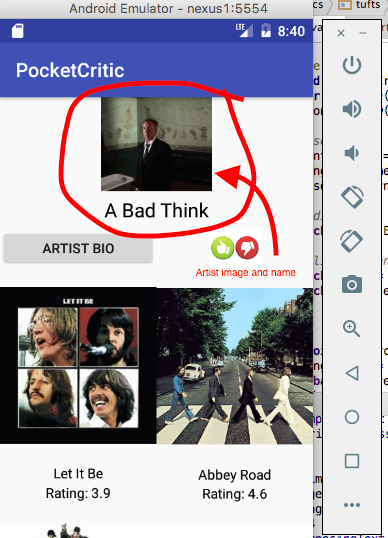 Android Emulator - nexus1:5554
cs
tufts
LTE
8:40
PocketCritic
A Bad Think
ARTIST BIO
Artist image and name
LET IT BE
Let It Be
Rating: 3.9
Abbey Road
Rating: 4.6